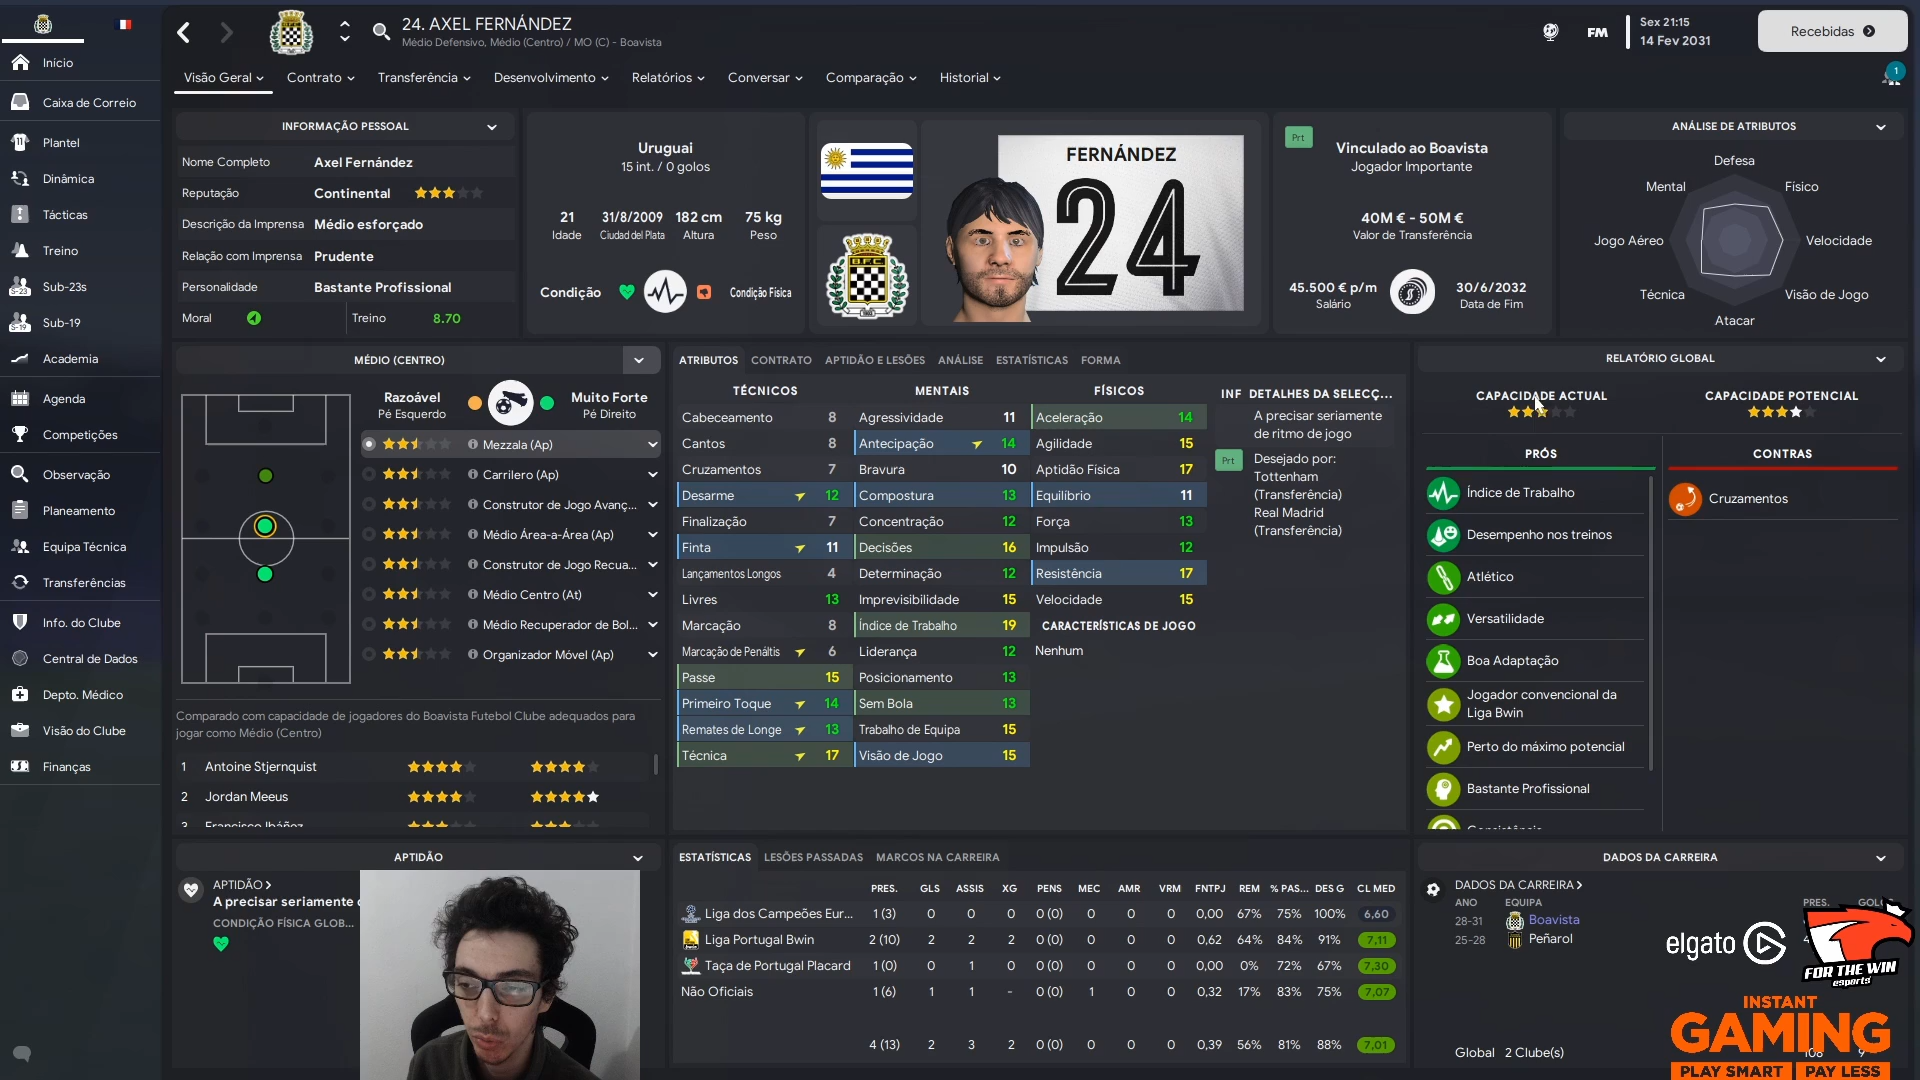 24. AXEL FERNÁNDEZ
Médio Defensivo, Médio (Centro) / MO (C) - Boavista
FM
Sex 21:15
14 Fev 2031
Recebidas
1
Início
Caixa de Correio
Plantel
Dinâmica
Tácticas
Treino
Sub-23s
Sub-19
Academia
Agenda
Competições
Observação
Planeamento
Equipa Técnica
Transferências
Info. do Clube
Central de Dados
Depto. Médico
Visão do Clube
Finanças
Visão Geral
Contrato
Transferência
Desenvolvimento
Relatórios
Conversar
Comparação
Historial
INFORMAÇÃO PESSOAL
Nome Completo Axel Fernández
Reputação Continental
Descrição da Imprensa Médio esforçado
Relação com Imprensa Prudente
Personalidade Bastante Profissional
Moral
Treino 8.70
Uruguai
15 int. / 0 golos
21 31/8/2009 182 cm 75 kg
Idade Ciudad del Plata Altura Peso
Condição Condição Física
FERNÁNDEZ
24
Prt
Vinculado ao Boavista
Jogador Importante
40M € - 50M €
Valor de Transferência
45.500 € p/m 30/6/2032
Salário Data de Fim
ANÁLISE DE ATRIBUTOS
Defesa
Mental Físico
Jogo Aéreo Velocidade
Técnica Visão de Jogo
Atacar
MÉDIO (CENTRO)
Razoável
Pé Esquerdo
Muito Forte
Pé Direito
Mezzala (Ap)
Carrilero (Ap)
Construtor de Jogo Avanç...
Médio Área-a-Área (Ap)
Construtor de Jogo Recua...
Médio Centro (At)
Médio Recuperador de Bol...
Organizador Móvel (Ap)
Comparado com capacidade de jogadores do Boavista Futebol Clube adequados para
jogar como Médio (Centro)
1 Antoine Stjernquist
2 Jordan Meeus
3 Francisco Ibáñez
ATRIBUTOS CONTRATO APTIDÃO E LESÕES ANÁLISE ESTATÍSTICAS FORMA
TÉCNICOS
Cabeceamento 8
Cantos 8
Cruzamentos 7
Desarme 12
Finalização 7
Finta 11
Lançamentos Longos 4
Livres 13
Marcação 8
Marcação de Penáltis 6
Passe 15
Primeiro Toque 14
Remates de Longe 13
Técnica 17
MENTAIS
Agressividade 11
Antecipação 14
Bravura 10
Compostura 13
Concentração 12
Decisões 16
Determinação 12
Imprevisibilidade 15
Índice de Trabalho 19
Liderança 12
Posicionamento 13
Sem Bola 13
Trabalho de Equipa 15
Visão de Jogo 15
FÍSICOS
Aceleração 14
Agilidade 15
Aptidão Física 17
Equilíbrio 11
Força 13
Impulsão 12
Resistência 17
Velocidade 15
CARACTERÍSTICAS DE JOGO
Nenhum
INF DETALHES DA SELECÇ...
A precisar seriamente
de ritmo de jogo
Prt
Desejado por:
Tottenham
(Transferência)
Real Madrid
(Transferência)
RELATÓRIO GLOBAL
CAPACIDADE ACTUAL CAPACIDADE POTENCIAL
PRÓS
Índice de Trabalho
Desempenho nos treinos
Atlético
Versatilidade
Boa Adaptação
Jogador convencional da
Liga Bwin
Perto do máximo potencial
Bastante Profissional
CONTRAS
Cruzamentos
APTIDÃO
APTIDÃO
A precisar seriamente
CONDIÇÃO FÍSICA GLOB...
ESTATÍSTICAS LESÕES PASSADAS MARCOS NA CARREIRA
PRES. GLS ASSIS XG PENS MEC AMR VRM FNTPJ REM % PAS... DES G CL MED
Liga dos Campeões Eur... 1 (3) 0 0 0 0 (0) 0 0 0 0,00 67% 75% 100% 6,60
Liga Portugal Bwin 2 (10) 2 2 2 0 (0) 0 0 0 0,62 64% 84% 91% 7,11
Taça de Portugal Placard 1 (0) 0 1 0 0 (0) 0 0 0 0,00 0% 72% 67% 7,30
Não Oficiais 1 (6) 1 1 - 0 (0) 1 0 0 0,32 17% 83% 75% 7,07
4 (13) 2 3 2 0 (0) 0 0 0 0,39 56% 81% 88% 7,01
DADOS DA CARREIRA
DADOS DA CARREIRA
ANO EQUIPA PRES.
28-31 Boavista
25-28 Peñarol
Global 2 Clube(s)
elgato
FOR THE WIN
esports
INSTANT
GAMING
PLAY SMART PAY LESS